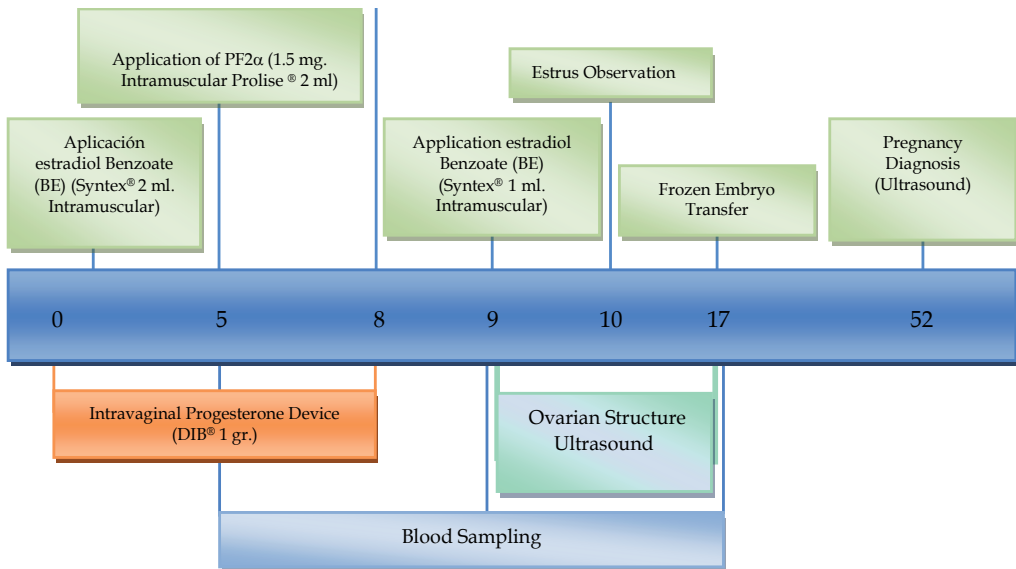 Application of PF2α (1.5 mg.
Intramuscular Prolise ® 2 ml)
Estrus Observation
Aplicación
estradiol Benzoate
(BE) (Syntex® 2 ml.
Intramuscular)
Application estradiol
Benzoate (BE)
(Syntex® 1 ml.
Intramuscular)
Frozen Embryo
Transfer
Pregnancy
Diagnosis
(Ultrasound)
0 5 8 9 10 17 52
Intravaginal Progesterone Device
(DIB® 1 gr.)
Ovarian Structure
Ultrasound
Blood Sampling